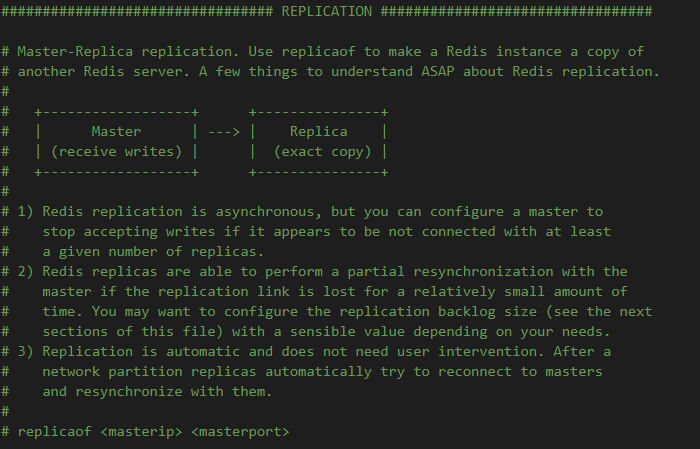 ################################# REPLICATION #################################
# Master-Replica replication. Use replicaof to make a Redis instance a copy of
# another Redis server. A few things to understand ASAP about Redis replication.
#
#   +------------------+      +---------------+
#   |      Master      | ---> |    Replica    |
#   | (receive writes) |      |  (exact copy) |
#   +------------------+      +---------------+
#
# 1) Redis replication is asynchronous, but you can configure a master to
#    stop accepting writes if it appears to be not connected with at least
#    a given number of replicas.
# 2) Redis replicas are able to perform a partial resynchronization with the
#    master if the replication link is lost for a relatively small amount of
#    time. You may want to configure the replication backlog size (see the next
#    sections of this file) with a sensible value depending on your needs.
# 3) Replication is automatic and does not need user intervention. After a
#    network partition replicas automatically try to reconnect to masters
#    and resynchronize with them.
#
# replicaof <masterip> <masterport>